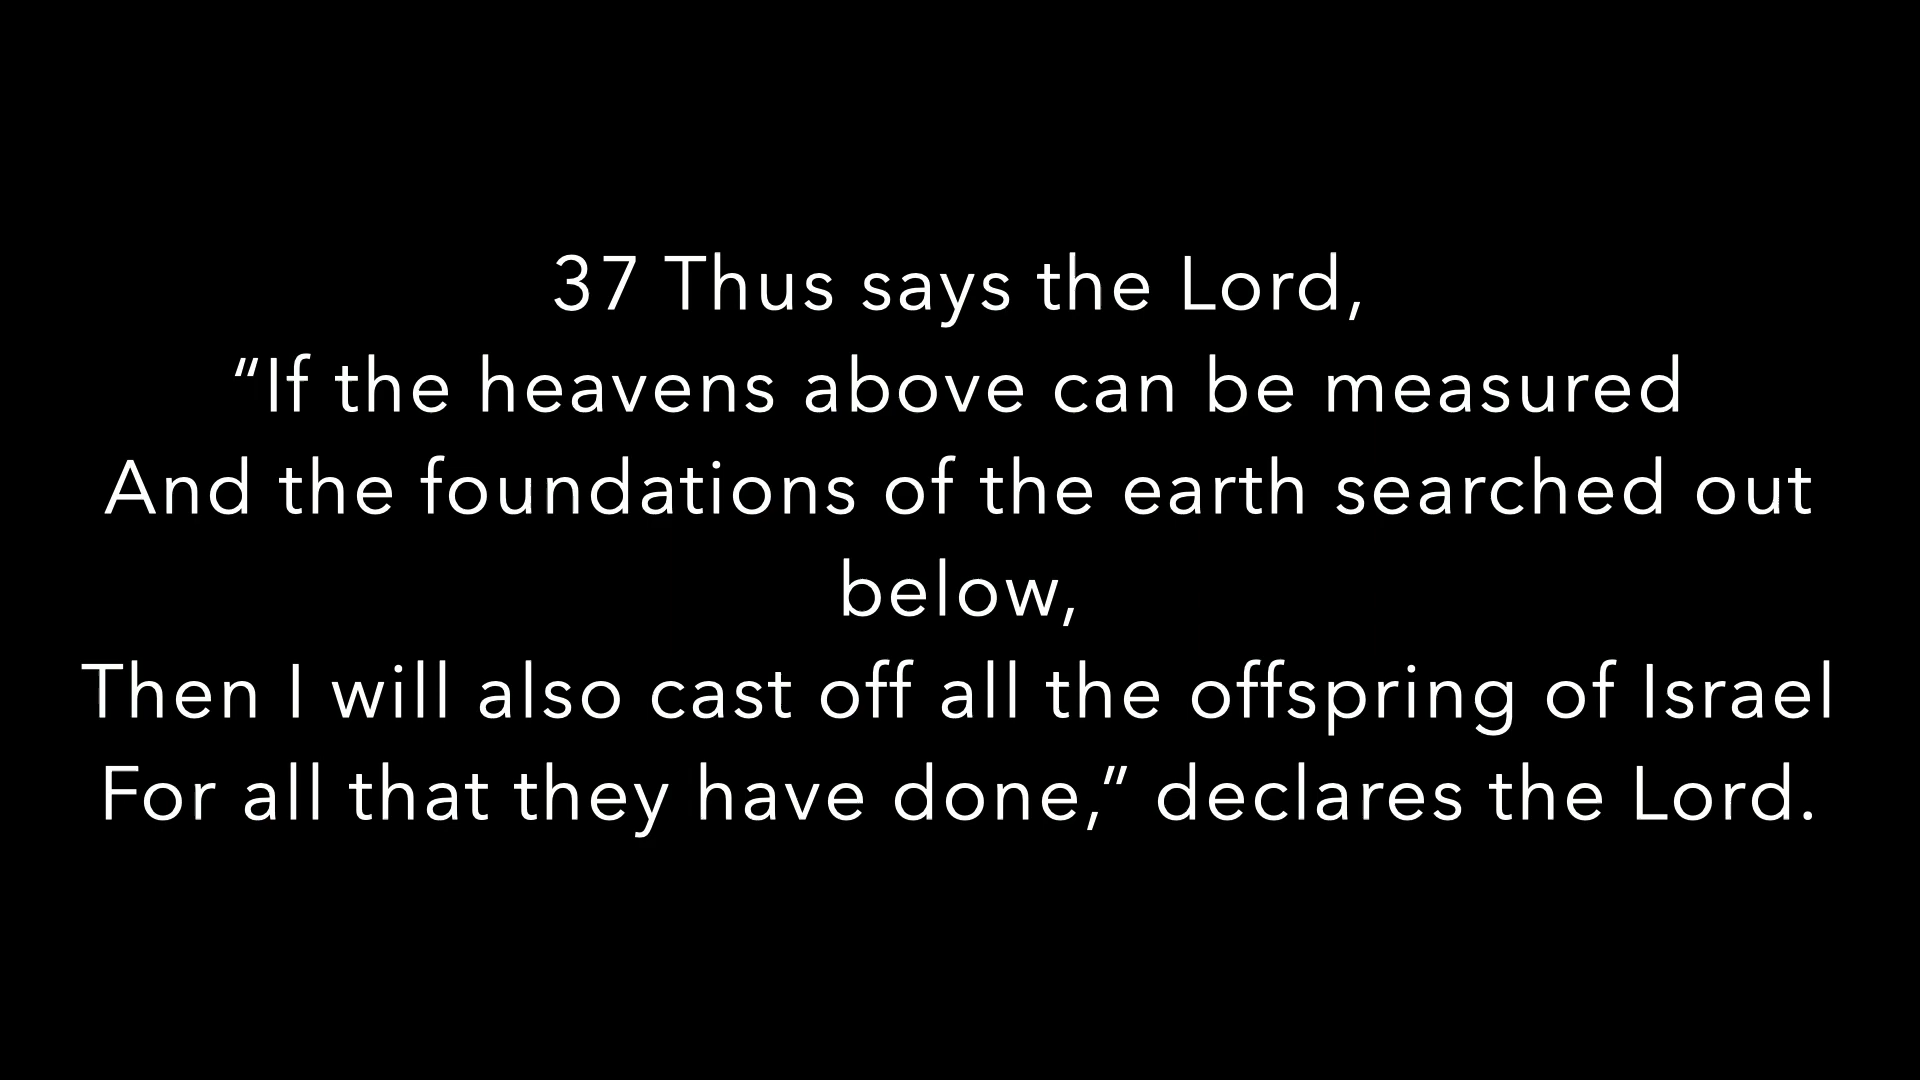 37 Thus says the Lord,
“If the heavens above can be measured
And the foundations of the earth searched out
below,
Then I will also cast off all the offspring of Israel
For all that they have done,” declares the Lord.